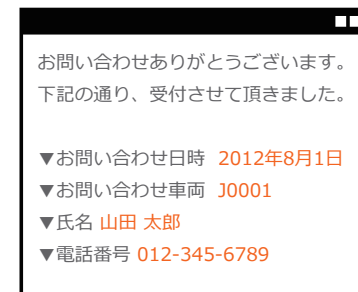 お問い合わせありがとうございます。
下記の通り、受付させて頂きました。
▼お問い合わせ日時 2012年8月1日
▼お問い合わせ車両 J0001
▼氏名 山田 太郎
▼電話番号 012-345-6789